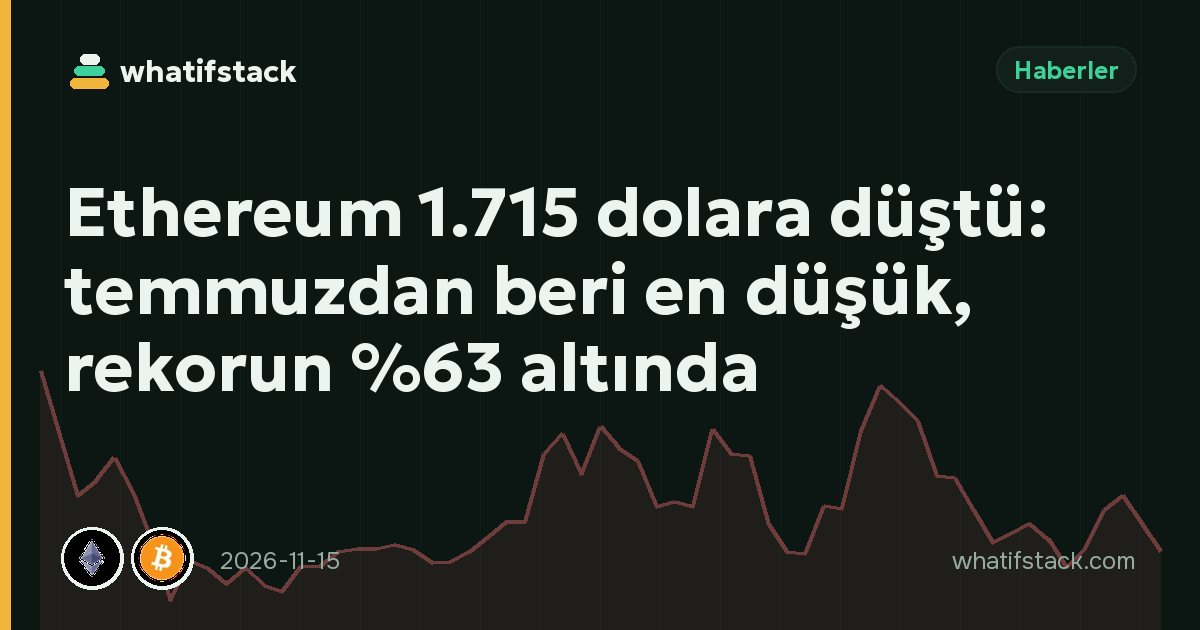 whatifstack
Haberler
Ethereum 1.715 dolara düştü:
temmuzdan beri en düşük,
rekorun %63 altında
2026-11-15
whatifstack.com